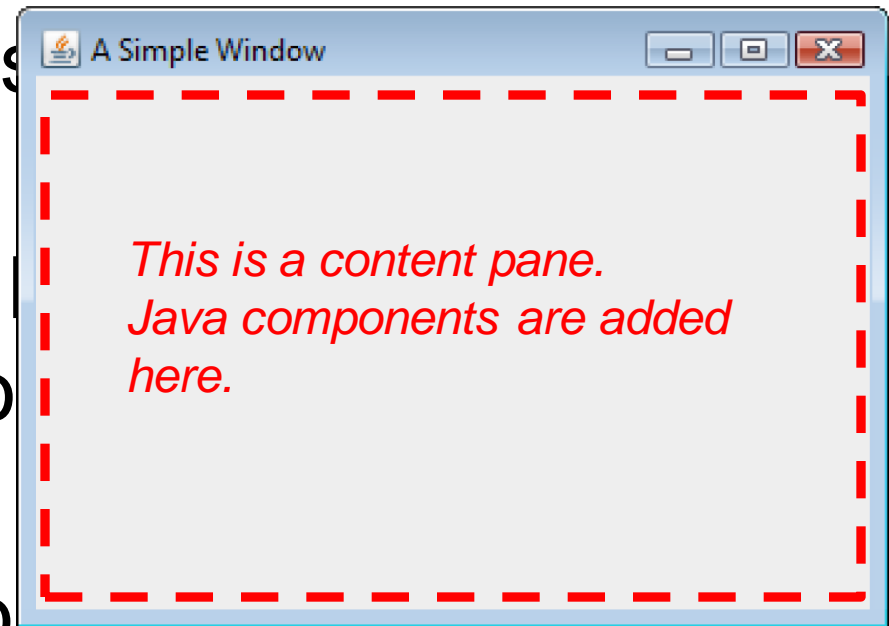 A Simple Window
This is a content pane.
Java components are added
here.